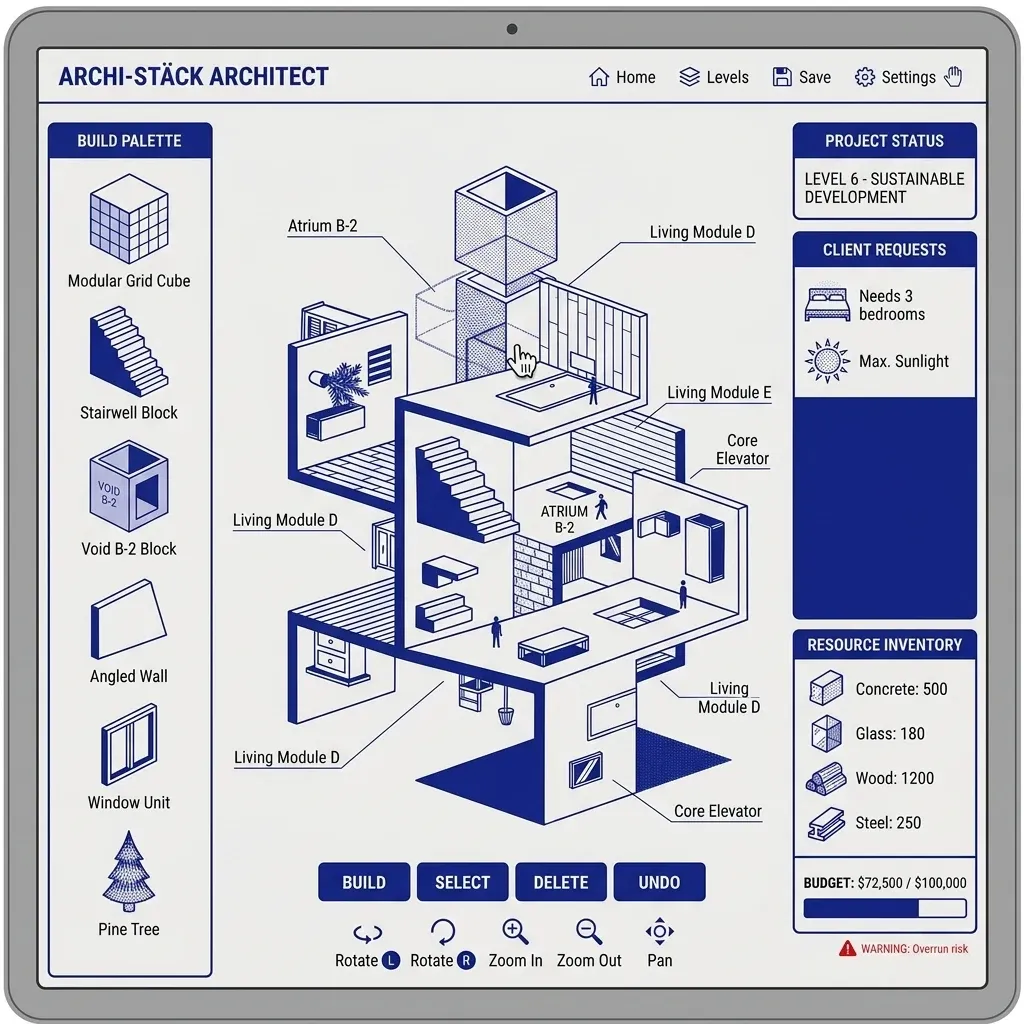 ARCHI-STÄCK ARCHITECT
Home
Levels
Save
Settings
BUILD PALETTE
Modular Grid Cube
Stairwell Block
VOID
B-2
Void B-2 Block
Angled Wall
Window Unit
Pine Tree
Atrium B-2
Living Module D
Living Module E
Core
Elevator
ATRIUM
B-2
Living Module D
Living
Module D
Living Module D
Core Elevator
BUILD
SELECT
DELETE
UNDO
Rotate L
Rotate R
Zoom In
Zoom Out
Pan
PROJECT STATUS
LEVEL 6 - SUSTAINABLE
DEVELOPMENT
CLIENT REQUESTS
Needs 3
bedrooms
Max. Sunlight
RESOURCE INVENTORY
Concrete: 500
Glass: 180
Wood: 1200
Steel: 250
BUDGET: $72,500 / $100,000
WARNING: Overrun risk